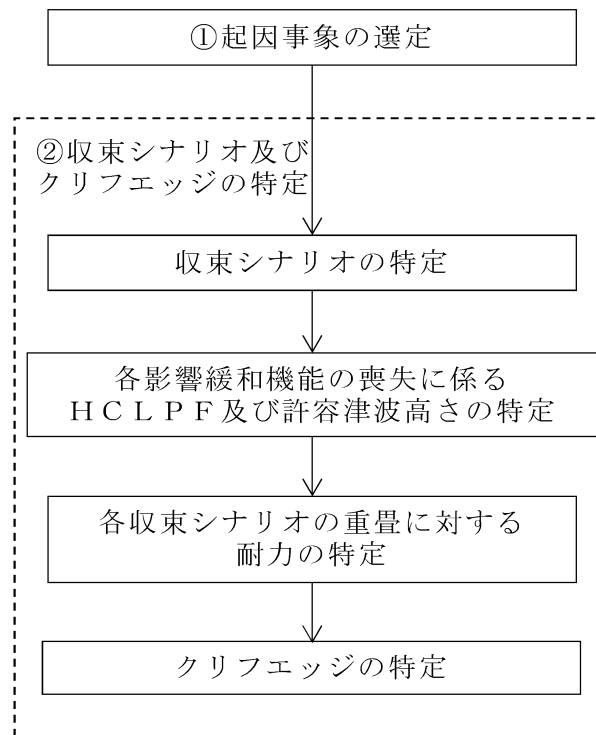 ①起因事象の選定
②収束シナリオ及び
クリフエッジの特定
収束シナリオの特定
各影響緩和機能の喪失に係る
ＨＣＬＰＦ及び許容津波高さの特定
各収束シナリオの重畳に対する
耐力の特定
クリフエッジの特定